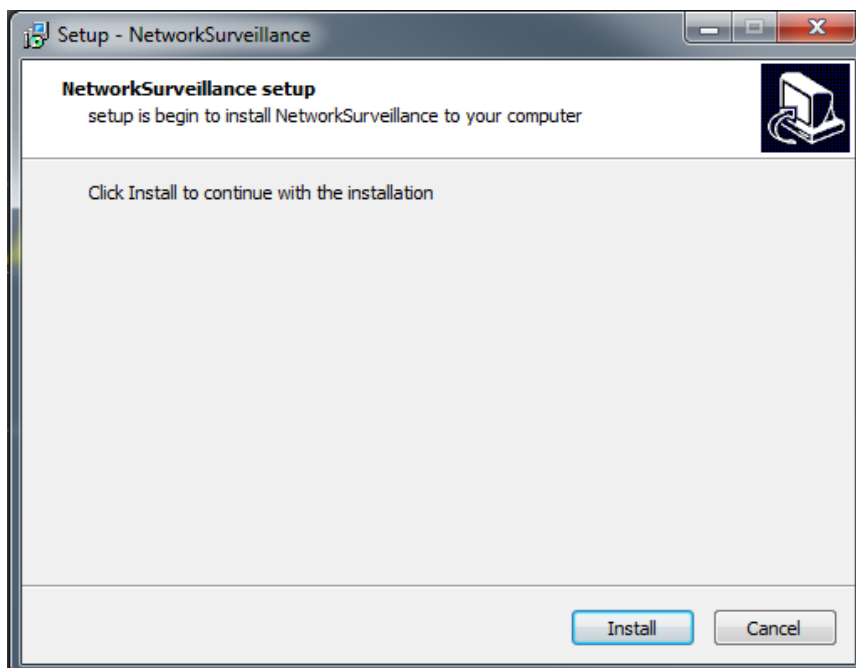 Setup - NetworkSurveillance
NetworkSurveillance setup
setup is begin to install NetworkSurveillance to your computer
Click Install to continue with the installation
Install Cancel